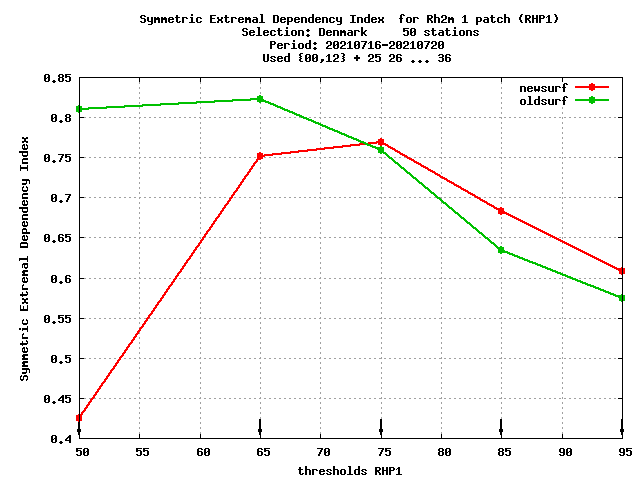 Symmetric Extremal Dependency Index  for Rh2m 1 patch (RHP1)
Selection: Denmark     50 stations
Period: 20210716-20210720
Used {00,12} + 25 26 ... 36
newsurf
oldsurf
Symmetric Extremal Dependency Index
0.85
0.8
0.75
0.7
0.65
0.6
0.55
0.5
0.45
0.4
50 55 60 65 70 75 80 85 90 95
thresholds RHP1